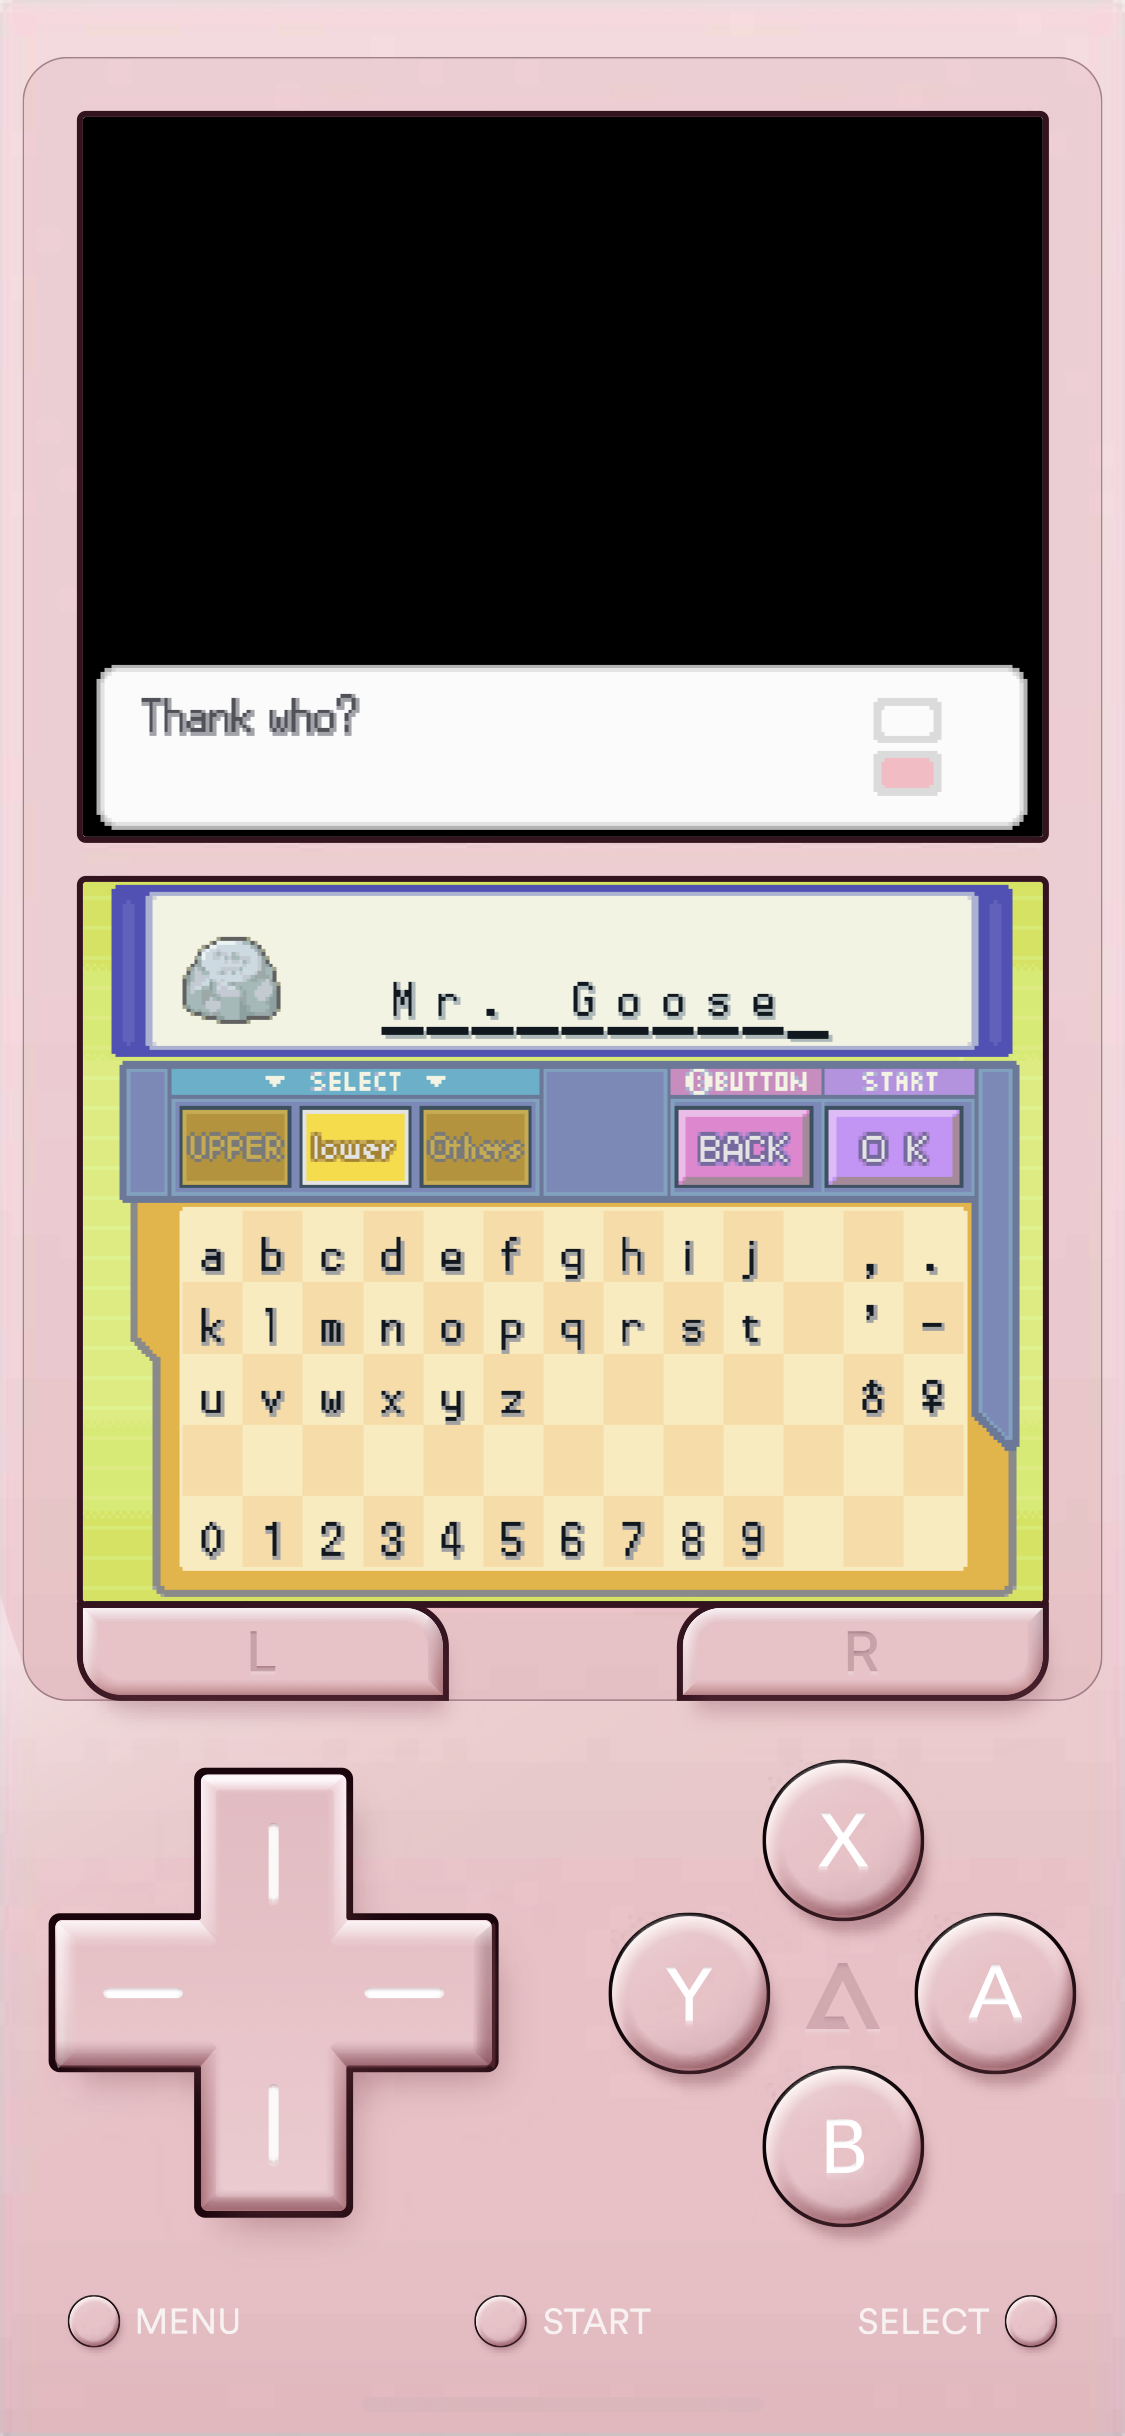 Thank who?
Mr. Goose
SELECT
BUTTON
START
UPPER
lower
Others
BACK
OK
a b c d e f g h i j , .
k l m n o p q r s t ’ -
u v w x y z ♂ ♀
0 1 2 3 4 5 6 7 8 9
L
R
X
Y
A
B
MENU
START
SELECT